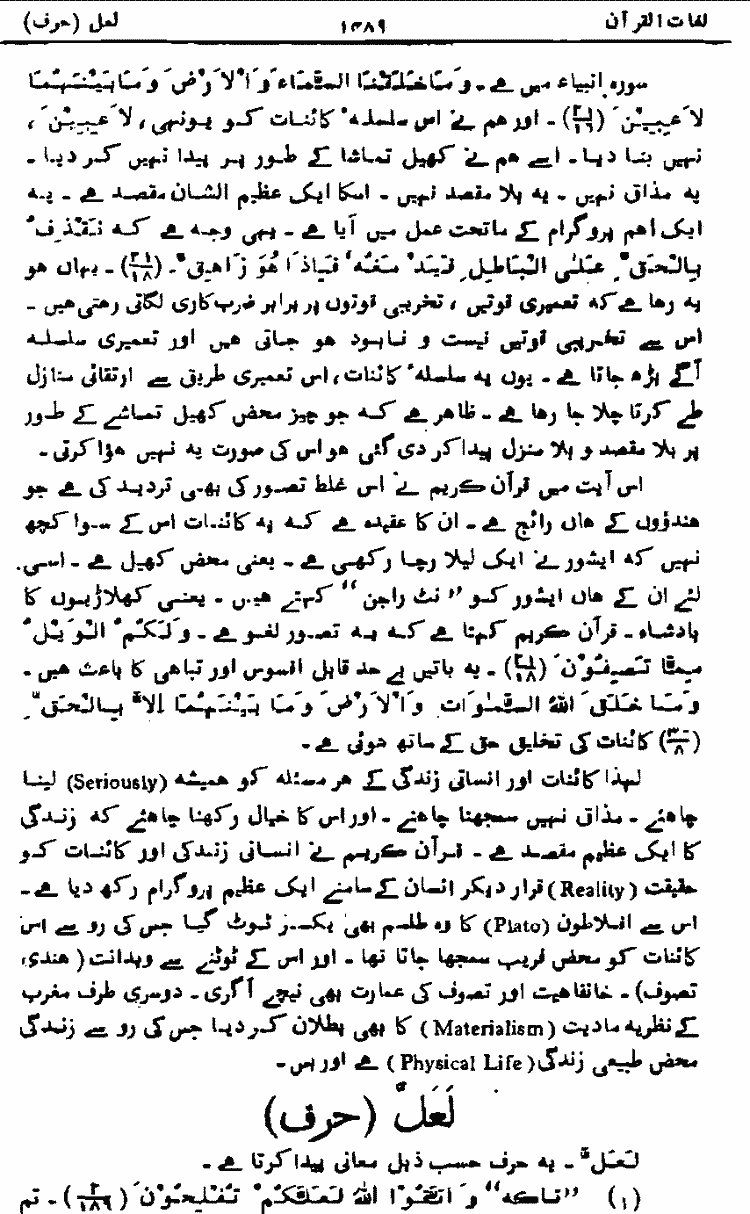 لغات القرآن ۱۴۸۹ لعل (حرف)
سورہ انبیاء میں ہے۔ وَمَا خَلَقْنَا السَّمَاءَ وَالْاَرْضَ وَمَا بَيْنَهُمَا
لَاعِبِيْنَ (۲۱/۱۶)۔ اور ہم نے اس سلسلہٴ کائنات کو یونہی، لَاعِبِیْنَ،
نہیں بنا دیا۔ اسے ہم نے کھیل تماشا کے طور پر پیدا نہیں کر دیا۔
یہ مذاق نہیں۔ یہ بلا مقصد نہیں۔ اسکا ایک عظیم الشان مقصد ہے۔ یہ
ایک اہم پروگرام کے ماتحت عمل میں آیا ہے۔ یہی وجہ ہے کہ نَقْذِفُ
بِالْحَقِّ عَلَی الْبَاطِلِ فَيَدْمَغُهٗ فَاِذَا هُوَ زَاهِقٌ۔ (۲۱/۱۸)۔ یہاں ہو
یہ رہا ہے کہ تعمیری قوتیں، تخریبی قوتوں پر برابر ضرب کاری لگاتی رہتی ہیں۔
اس سے تخریبی قوتیں نیست و نابود ہو جاتی ہیں اور تعمیری سلسلہ
آگے بڑھ جاتا ہے۔ یوں یہ سلسلہٴ کائنات، اس تعمیری طریق سے ارتقائی منازل
طے کرتا چلا جا رہا ہے۔ ظاہر ہے کہ جو چیز محض کھیل تماشے کے طور
پر بلا مقصد و بلا منزل پیدا کر دی گئی ہو اس کی صورت یہ نہیں ہؤا کرتی۔
اس آیت میں قرآن کریم نے اس غلط تصور کی بھی تردید کی ہے جو
ہندؤوں کے ہاں رائج ہے۔ ان کا عقیدہ ہے کہ یہ کائنات اس کے سوا کچھ
نہیں کہ ایشور نے ایک لیلا رچا رکھی ہے۔ یعنی محض کھیل ہے۔ اسی
لئے ان کے ہاں ایشور کو ”نٹ راجن“ کہتے ہیں۔ یعنی کھلاڑیوں کا
بادشاہ۔ قرآن کریم کہتا ہے کہ یہ تصور لغو ہے۔ وَلَكُمُ الْوَيْلُ
مِمَّا تَصِفُوْنَ (۲۱/۱۸)۔ یہ باتیں بے حد قابل افسوس اور تباہی کا باعث ہیں۔
وَمَا خَلَقَ اللهُ السَّمٰوَاتِ وَالْاَرْضَ وَمَا بَيْنَهُمَا اِلَّا بِالْحَقِّ
(۳۰/۸) کائنات کی تخلیق حق کے ساتھ ہوئی ہے۔
لہذا کائنات اور انسانی زندگی کے ہر مسئلہ کو ہمیشہ (Seriously) لینا
چاہئے۔ مذاق نہیں سمجھنا چاہئے۔ اور اس کا خیال رکھنا چاہئے کہ زندگی
کا ایک عظیم مقصد ہے۔ قرآن کریم نے انسانی زندگی اور کائنات کو
حقیقت (Reality) قرار دیکر انسان کے سامنے ایک عظیم پروگرام رکھ دیا ہے۔
اس سے افلاطون (Plato) کا وہ طلسم بھی یکسر ٹوٹ گیا جس کی رو سے اس
کائنات کو محض فریب سمجھا جاتا تھا۔ اور اس کے ٹوٹنے سے ویدانت (ہندی
تصوف)۔ خانقاہیت اور تصوف کی عمارت بھی نیچے آ گری۔ دوسری طرف مغرب
کے نظریہ مادیت (Materialism) کا بھی بطلان کر دیا جس کی رو سے زندگی
محض طبیعی زندگی (Physical Life) ہے اور بس۔
لَعَلَّ (حرف)
لَعَلَّ۔ یہ حرف حسب ذیل معانی پیدا کرتا ہے۔
(۱) ”تاکہ“ وَاتَّقُوا اللهَ لَعَلَّكُمْ تُفْلِحُوْنَ (۲/۱۸۹)۔ تم